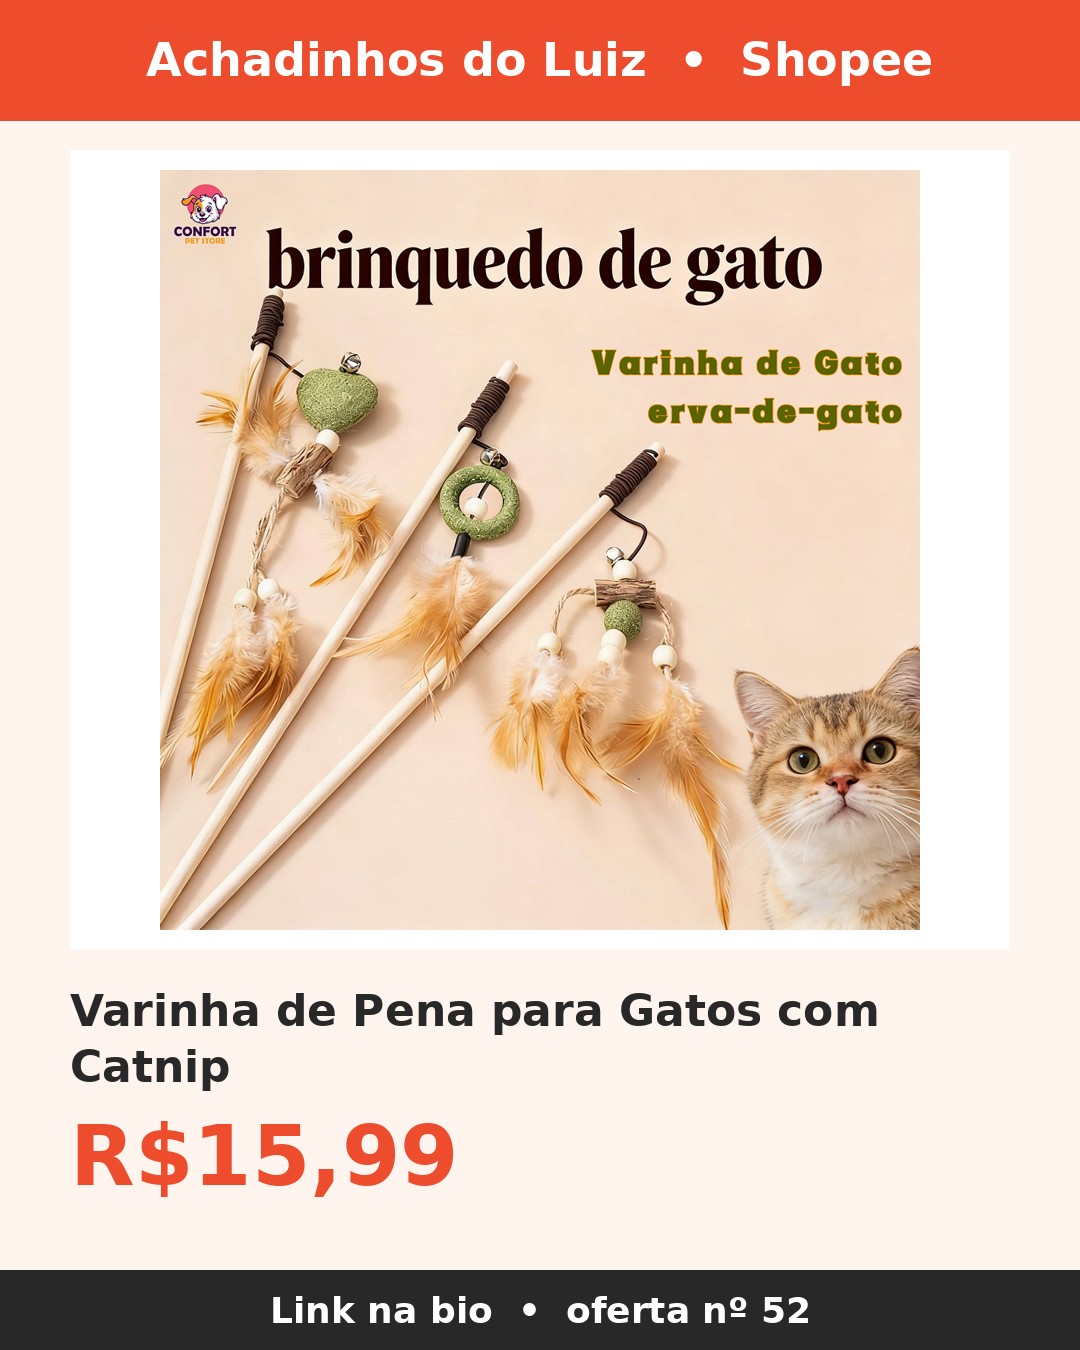 Achadinhos do Luiz • Shopee
CONFORT
PET STORE
brinquedo de gato
Varinha de Gato
erva-de-gato
Varinha de Pena para Gatos com
Catnip
R$15,99
Link na bio • oferta nº 52